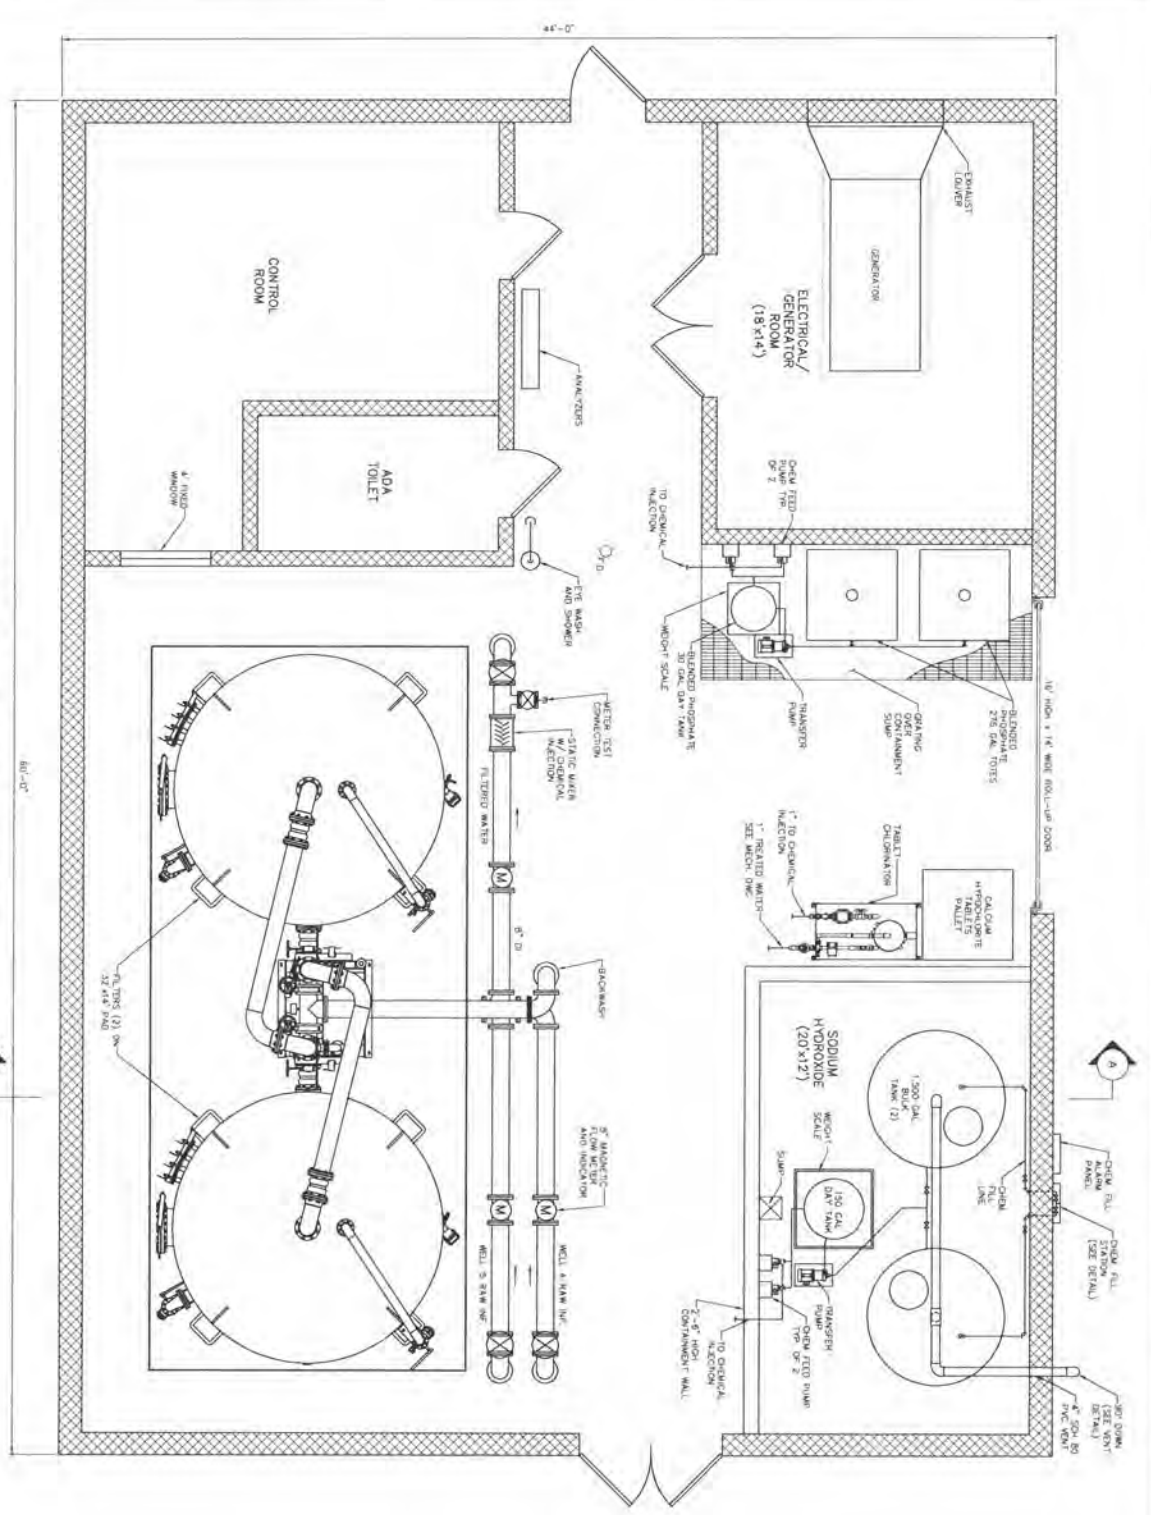 44'-0"
60'-0"
EXHAUST
LOUVER
GENERATOR
ELECTRICAL/
GENERATOR
ROOM
(18'x14')
CONTROL
ROOM
ANALYZERS
ADA
TOILET
4' FIXED
WINDOW
CHEM FEED
PUMP TYP.
OF 2
TO CHEMICAL
INJECTION
F.D.
EYE WASH
AND SHOWER
WEIGHT SCALE
BLENDED PHOSPHATE
30 GAL DAY TANK
TRANSFER
PUMP
GRATING
OVER
CONTAINMENT
SUMP
BLENDED
PHOSPHATE
275 GAL TOTES
16' HIGH x 14' WIDE ROLL-UP DOOR
METER TEST
CONNECTION
STATIC MIXER
W/ CHEMICAL
INJECTION
FILTERED WATER
M
8" DI
TABLET
CHLORINATOR
1" TO CHEMICAL
INJECTION
1" TREATED WATER
SEE MECH. DWG.
CALCIUM
HYPOCHLORITE
TABLETS
PALLET
BACKWASH
FILTERS (2) ON
32'x14' PAD
SODIUM
HYDROXIDE
(20'x12')
1,500 GAL
BULK
TANK (2)
A
CHEM
FILL
LINE
CHEM FILL
ALARM
PANEL
CHEM FILL
STATION
(SEE DETAIL)
WEIGHT
SCALE
SUMP
150 GAL
DAY TANK
8" MAGNETIC
FLOW METER
AND INDICATOR
M
M
WELL 5 RAW INF.
WELL 4 RAW INF.
TRANSFER
PUMP
CHEM FEED PUMP
TYP OF 2
TO CHEMICAL
INJECTION
2'-6" HIGH
CONTAINMENT WALL
90° DOWN
(SEE VENT
DETAIL)
4" SCH 80
PVC VENT